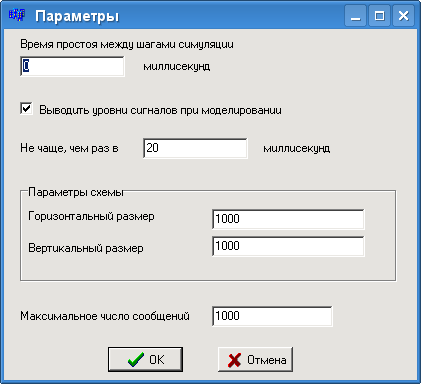 Параметры
Время простоя между шагами симуляции
0 миллисекунд
Выводить уровни сигналов при моделировании
Не чаще, чем раз в 20 миллисекунд
Параметры схемы
Горизонтальный размер 1000
Вертикальный размер 1000
Максимальное число сообщений 1000
OK Отмена